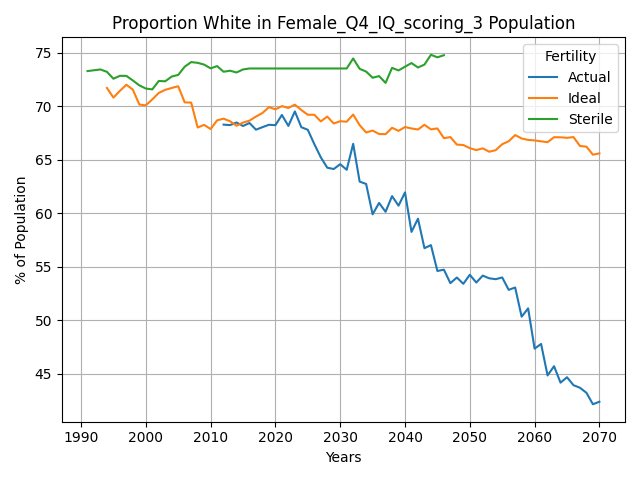 Proportion White in Female_Q4_IQ_scoring_3 Population
Fertility
Actual
Ideal
Sterile
% of Population
75
70
65
60
55
50
45
1990 2000 2010 2020 2030 2040 2050 2060 2070
Years